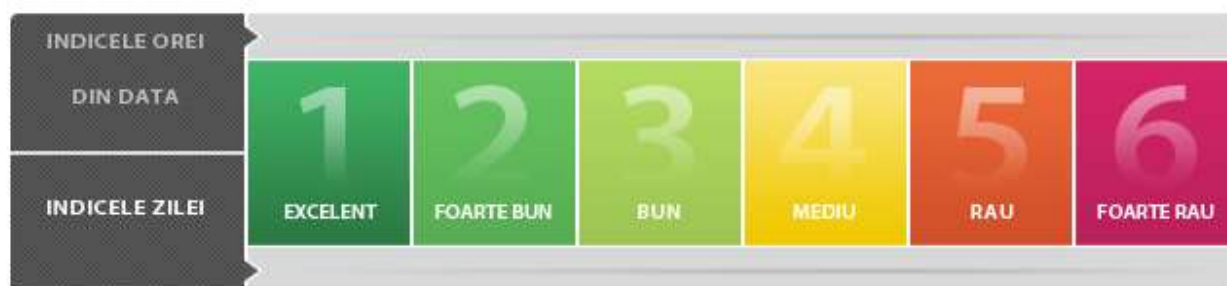 INDICELE OREI
DIN DATA
INDICELE ZILEI
1
EXCELENT
2
FOARTE BUN
3
BUN
4
MEDIU
5
RAU
6
FOARTE RAU